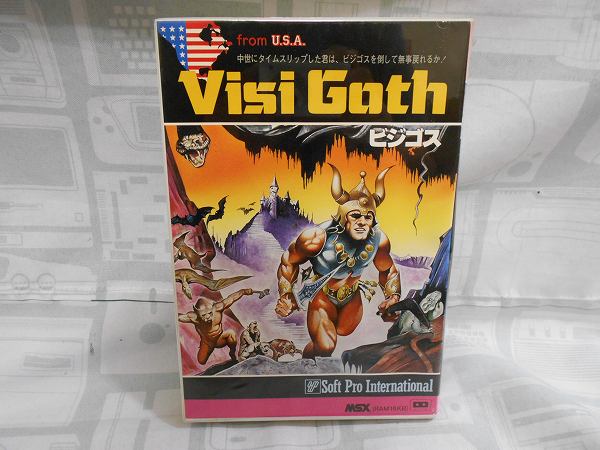 from U.S.A.
中世にタイムスリップした君は、ビジゴスを倒して無事戻れるか！
Visi Goth
ビジゴス
Soft Pro International
MSX (RAM16KB)